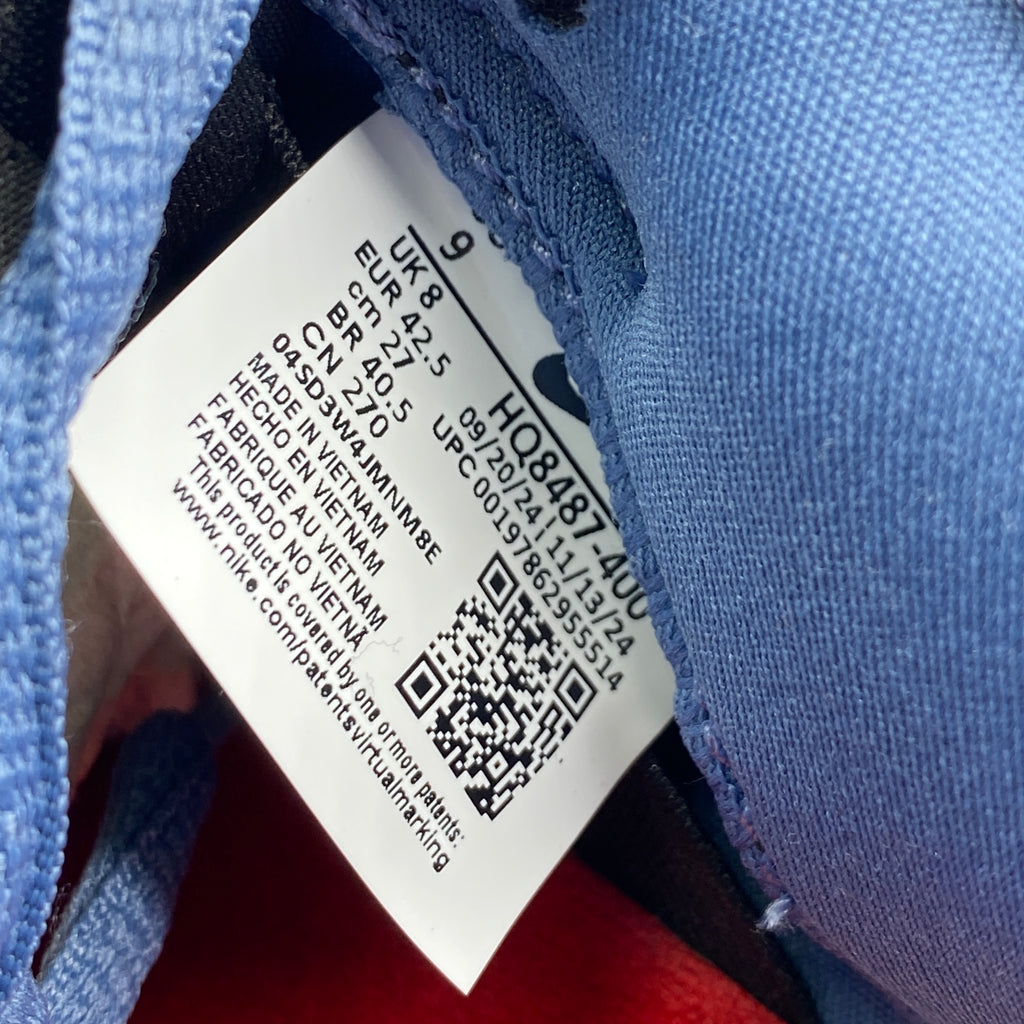 9
UK 8
EUR 42.5
cm 27
BR 40.5
CN 270
04SD3W4JMNM8E
MADE IN VIETNAM
HECHO EN VIETNAM
FABRIQUE AU VIETNAM
FABRICADO NO VIETNÃ
This product is covered by one or more patents:
www.nike.com/patentsvirtualmarking
HQ8487-400
09/20/24 | 11/13/24
UPC 00197862955514